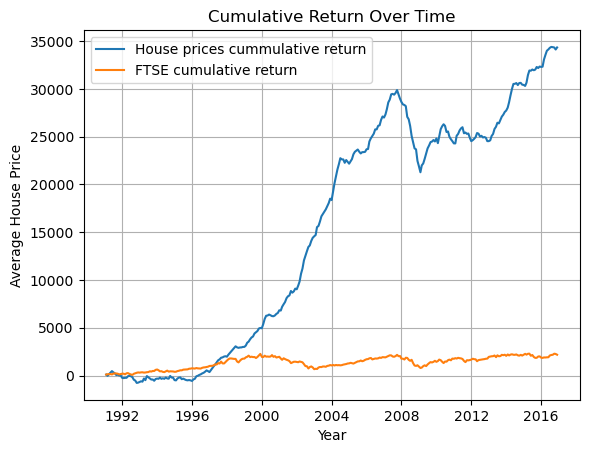 Cumulative Return Over Time
House prices cummulative return
FTSE cumulative return
35000
30000
25000
20000
15000
10000
5000
0
Average House Price
1992 1996 2000 2004 2008 2012 2016
Year